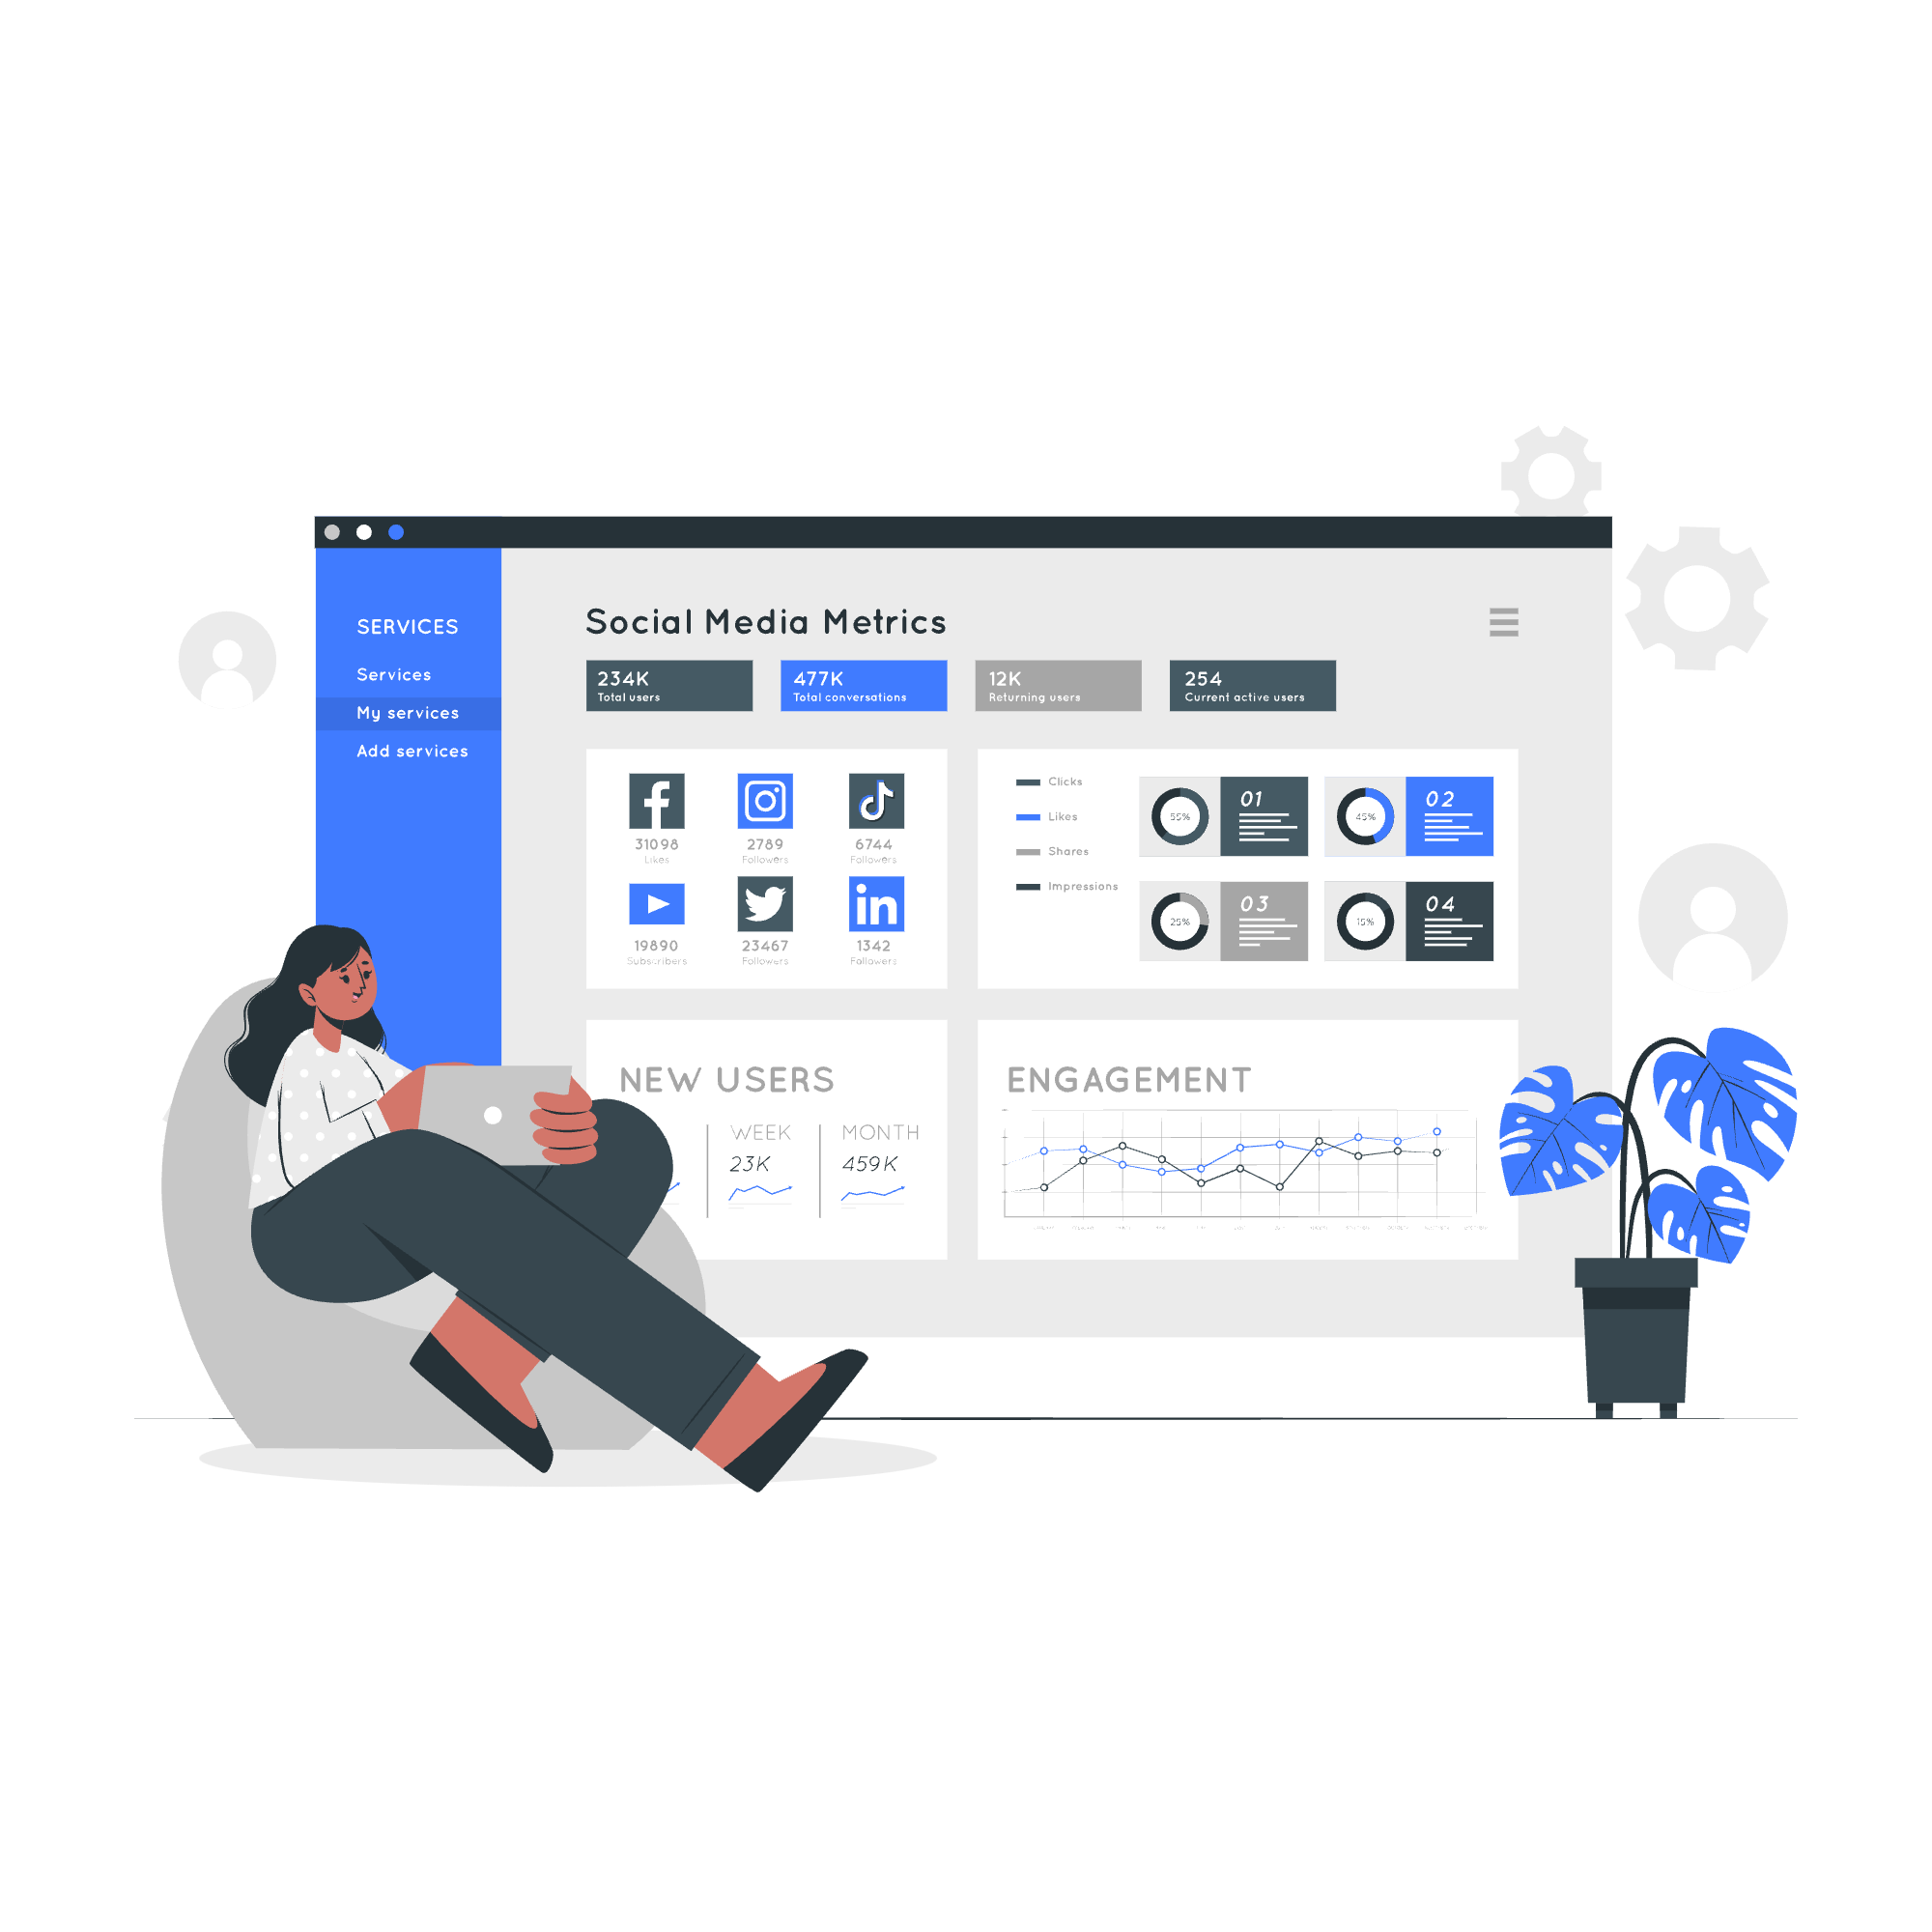 SERVICES
Services
My services
Add services
Social Media Metrics
234K
Total users
477K
Total conversations
12K
Returning users
254
Current active users
31098
Likes
2789
Followers
6744
Followers
19890
Subscribers
23467
Followers
1342
Followers
Clicks
Likes
Shares
Impressions
55%
01
45%
02
25%
03
15%
04
NEW USERS
WEEK
23K
MONTH
459K
ENGAGEMENT